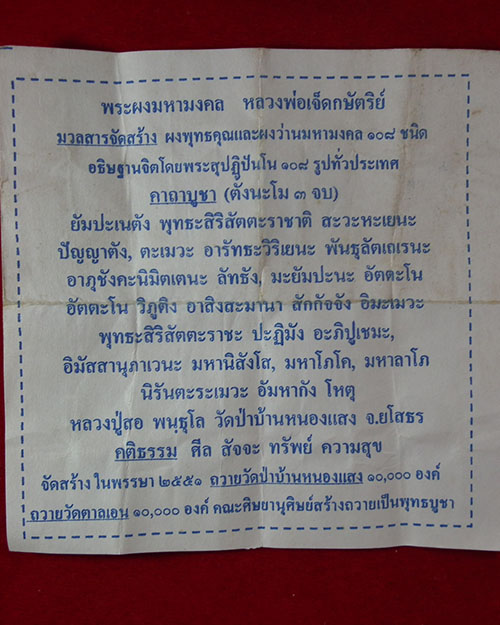 พระผงมหามงคล หลวงพ่อเจ็ดกษัตริย์
มวลสารจัดสร้าง ผงพุทธคุณและผงว่านมหามงคล ๑๐๘ ชนิด
อธิษฐานจิตโดยพระสุปฏิปันโน ๑๐๘ รูปทั่วประเทศ
คาถาบูชา (ตั้งนะโม ๓ จบ)
ยัมปะเนตัง พุทธะสิริสัตตะราชาติ สะวะหะเยนะ
ปัญญาตัง, ตะเมวะ อารัทธะวิริเยนะ พันธุลัตเถเรนะ
อาภุชังคะนิมิตเตนะ ลัทธัง, มะยัมปะนะ อัตตะโน
อัตตะโน วิภูติง อาสิงสะมานา สักกัจจัง อิมะเมวะ
พุทธะสิริสัตตะราชะ ปะฏิมัง อะภิปูเชมะ,
อิมัสสานุภาเวนะ มหานิสังโส, มหาโภโค, มหาลาโภ
นิรันตะระเมวะ อัมหากัง โหตุ
หลวงปู่สอ พนฺธุโล วัดป่าบ้านหนองแสง จ.ยโสธร
คติธรรม ศีล สัจจะ ทรัพย์ ความสุข
จัดสร้าง ในพรรษา ๒๕๕๑ ถวายวัดป่าบ้านหนองแสง ๑๐,๐๐๐ องค์
ถวายวัดตาลเอน ๑๐,๐๐๐ องค์ คณะศิษยานุศิษย์สร้างถวายเป็นพุทธบูชา